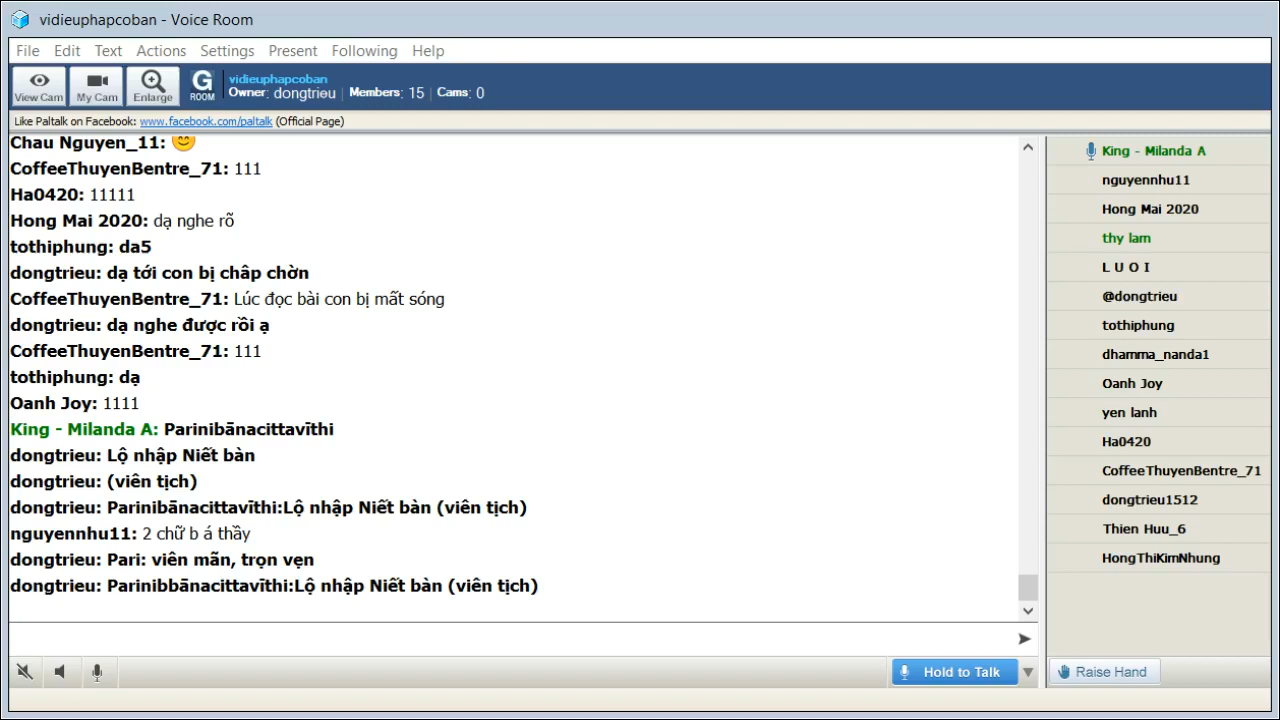 vidieuphapcoban - Voice Room
File Edit Text Actions Settings Present Following Help
View Cam
My Cam
Enlarge
G ROOM
vidieuphapcoban
Owner: dongtrieu | Members: 15 | Cams: 0
Like Paltalk on Facebook: www.facebook.com/paltalk (Official Page)
Chau Nguyen_11: 😊
CoffeeThuyenBentre_71: 111
Ha0420: 11111
Hong Mai 2020: dạ nghe rõ
tothiphung: da5
dongtrieu: dạ tới con bị châp chờn
CoffeeThuyenBentre_71: Lúc đọc bài con bị mất sóng
dongtrieu: dạ nghe được rồi ạ
CoffeeThuyenBentre_71: 111
tothiphung: dạ
Oanh Joy: 1111
King - Milanda A: Parinibānacittavīthi
dongtrieu: Lộ nhập Niết bàn
dongtrieu: (viên tịch)
dongtrieu: Parinibānacittavīthi:Lộ nhập Niết bàn (viên tịch)
nguyennhu11: 2 chữ b á thầy
dongtrieu: Pari: viên mãn, trọn vẹn
dongtrieu: Parinibbānacittavīthi:Lộ nhập Niết bàn (viên tịch)
King - Milanda A
nguyennhu11
Hong Mai 2020
thy lam
L U O I
@dongtrieu
tothiphung
dhamma_nanda1
Oanh Joy
yen lanh
Ha0420
CoffeeThuyenBentre_71
dongtrieu1512
Thien Huu_6
HongThiKimNhung
Hold to Talk
Raise Hand